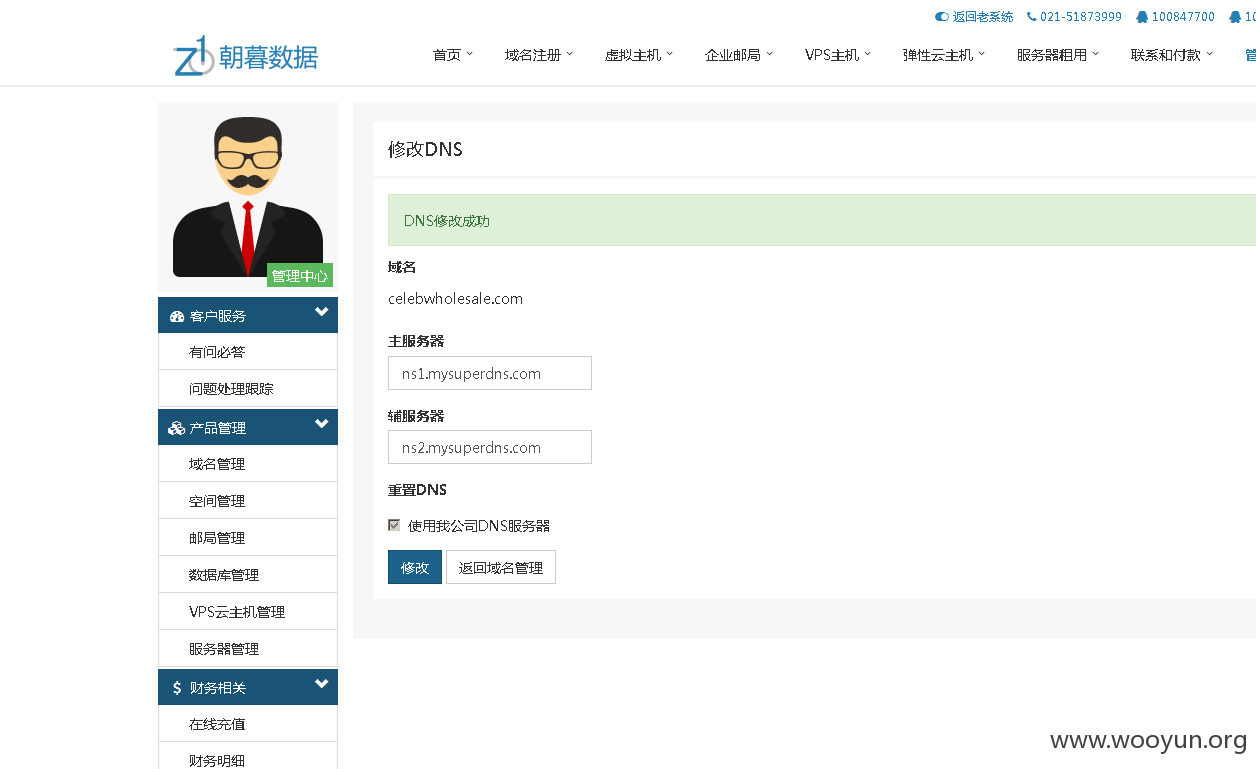 返回老系统 021-51873999 100847700 10
朝暮数据 首页 域名注册 虚拟主机 企业邮局 VPS主机 弹性云主机 服务器租用 联系和付款 管
管理中心
客户服务
有问必答
问题处理跟踪
产品管理
域名管理
空间管理
邮局管理
数据库管理
VPS云主机管理
服务器管理
财务相关
在线充值
财务明细
修改DNS
DNS修改成功
域名
celebwholesale.com
主服务器
ns1.mysuperdns.com
辅服务器
ns2.mysuperdns.com
重置DNS
使用我公司DNS服务器
修改 返回域名管理
www.wooyun.org